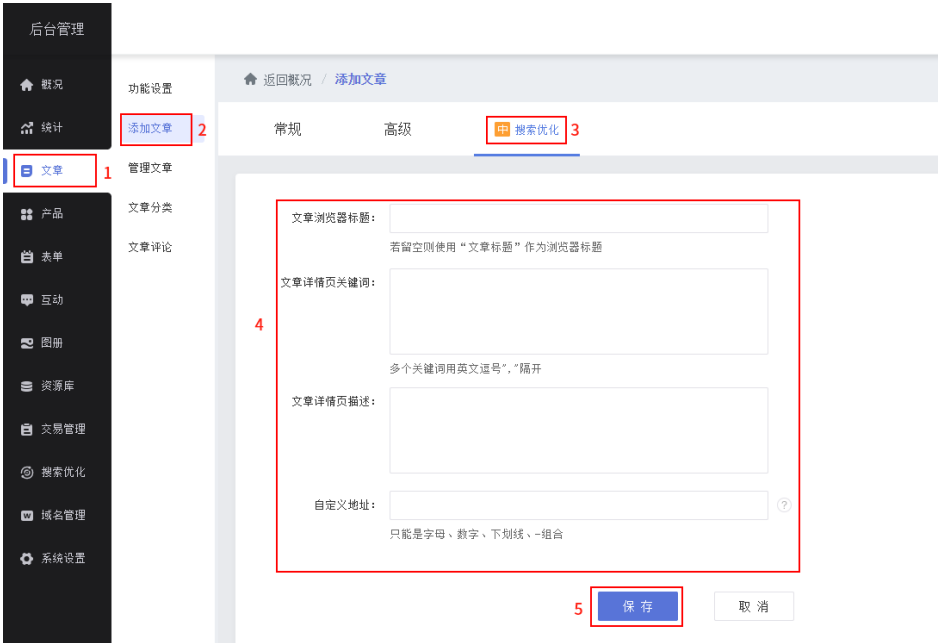 后台管理
概况
统计
文章
1
产品
表单
互动
图册
资源库
交易管理
搜索优化
域名管理
系统设置
功能设置
添加文章
2
管理文章
文章分类
文章评论
返回概况 / 添加文章
常规 高级 中 搜索优化 3
4
文章浏览器标题：
若留空则使用“文章标题”作为浏览器标题
文章详情页关键词：
多个关键词用英文逗号","隔开
文章详情页描述：
自定义地址： ?
只能是字母、数字、下划线、-组合
5 保存 取消